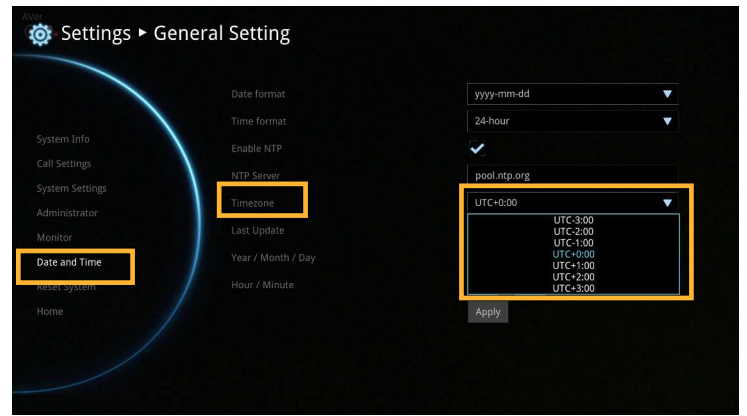 AVer
Settings ▸ General Setting
Date format
yyyy-mm-dd
Time format
24-hour
System Info
Enable NTP
Call Settings
NTP Server
pool.ntp.org
System Settings
Timezone
UTC+0:00
Administrator
UTC-3:00
Last Update
UTC-2:00
Monitor
UTC-1:00
UTC+0:00
Date and Time
Year / Month / Day
UTC+1:00
UTC+2:00
Reset System
Hour / Minute
UTC+3:00
Home
Apply